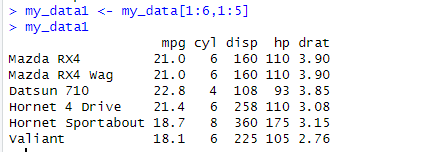 > my_data1 <- my_data[1:6,1:5]
> my_data1
mpg cyl disp hp drat
Mazda RX4 21.0 6 160 110 3.90
Mazda RX4 Wag 21.0 6 160 110 3.90
Datsun 710 22.8 4 108 93 3.85
Hornet 4 Drive 21.4 6 258 110 3.08
Hornet Sportabout 18.7 8 360 175 3.15
Valiant 18.1 6 225 105 2.76